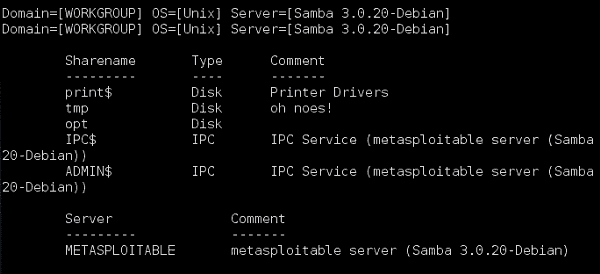 Domain=[WORKGROUP] OS=[Unix] Server=[Samba 3.0.20-Debian]
Domain=[WORKGROUP] OS=[Unix] Server=[Samba 3.0.20-Debian]
Sharename Type Comment
--------- ---- -------
print$ Disk Printer Drivers
tmp Disk oh noes!
opt Disk
IPC$ IPC IPC Service (metasploitable server (Samba
20-Debian))
ADMIN$ IPC IPC Service (metasploitable server (Samba
20-Debian))
Server Comment
--------- -------
METASPLOITABLE metasploitable server (Samba 3.0.20-Debian)